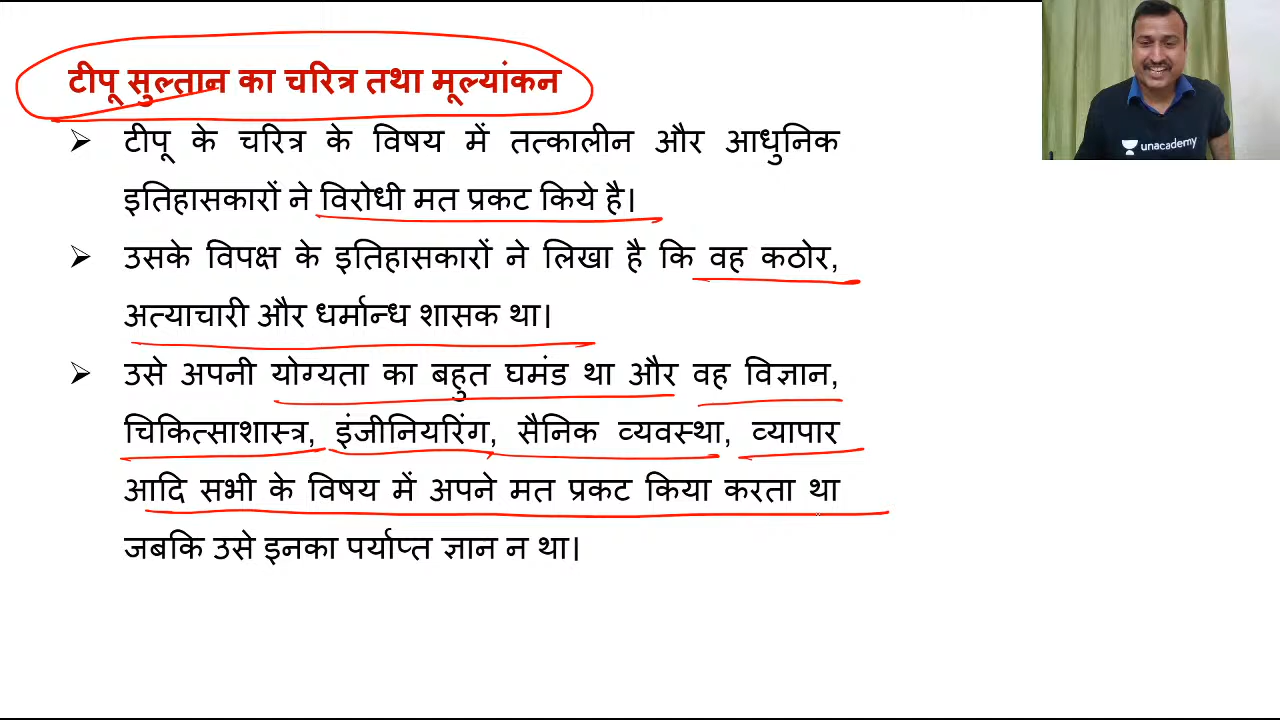 टीपू सुल्तान का चरित्र तथा मूल्यांकन
➢ टीपू के चरित्र के विषय में तत्कालीन और आधुनिक
इतिहासकारों ने विरोधी मत प्रकट किये है।
➢ उसके विपक्ष के इतिहासकारों ने लिखा है कि वह कठोर,
अत्याचारी और धर्मान्ध शासक था।
➢ उसे अपनी योग्यता का बहुत घमंड था और वह विज्ञान,
चिकित्साशास्त्र, इंजीनियरिंग, सैनिक व्यवस्था, व्यापार
आदि सभी के विषय में अपने मत प्रकट किया करता था
जबकि उसे इनका पर्याप्त ज्ञान न था।
unacademy